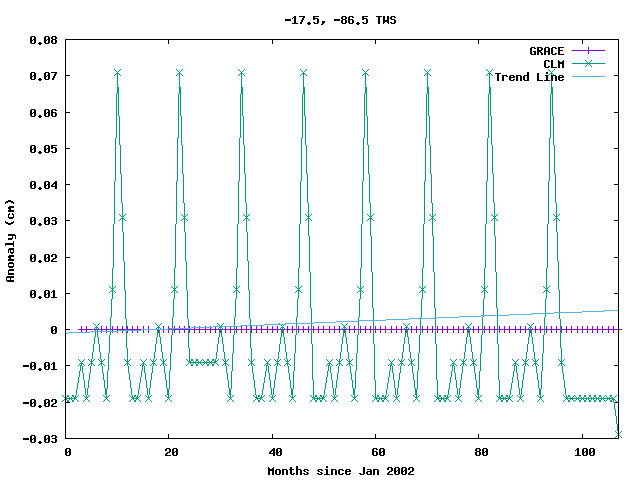 -17.5, -86.5 TWS
GRACE
CLM
Trend Line
0.08
0.07
0.06
0.05
0.04
0.03
0.02
0.01
0
-0.01
-0.02
-0.03
Anomaly (cm)
0 20 40 60 80 100
Months since Jan 2002